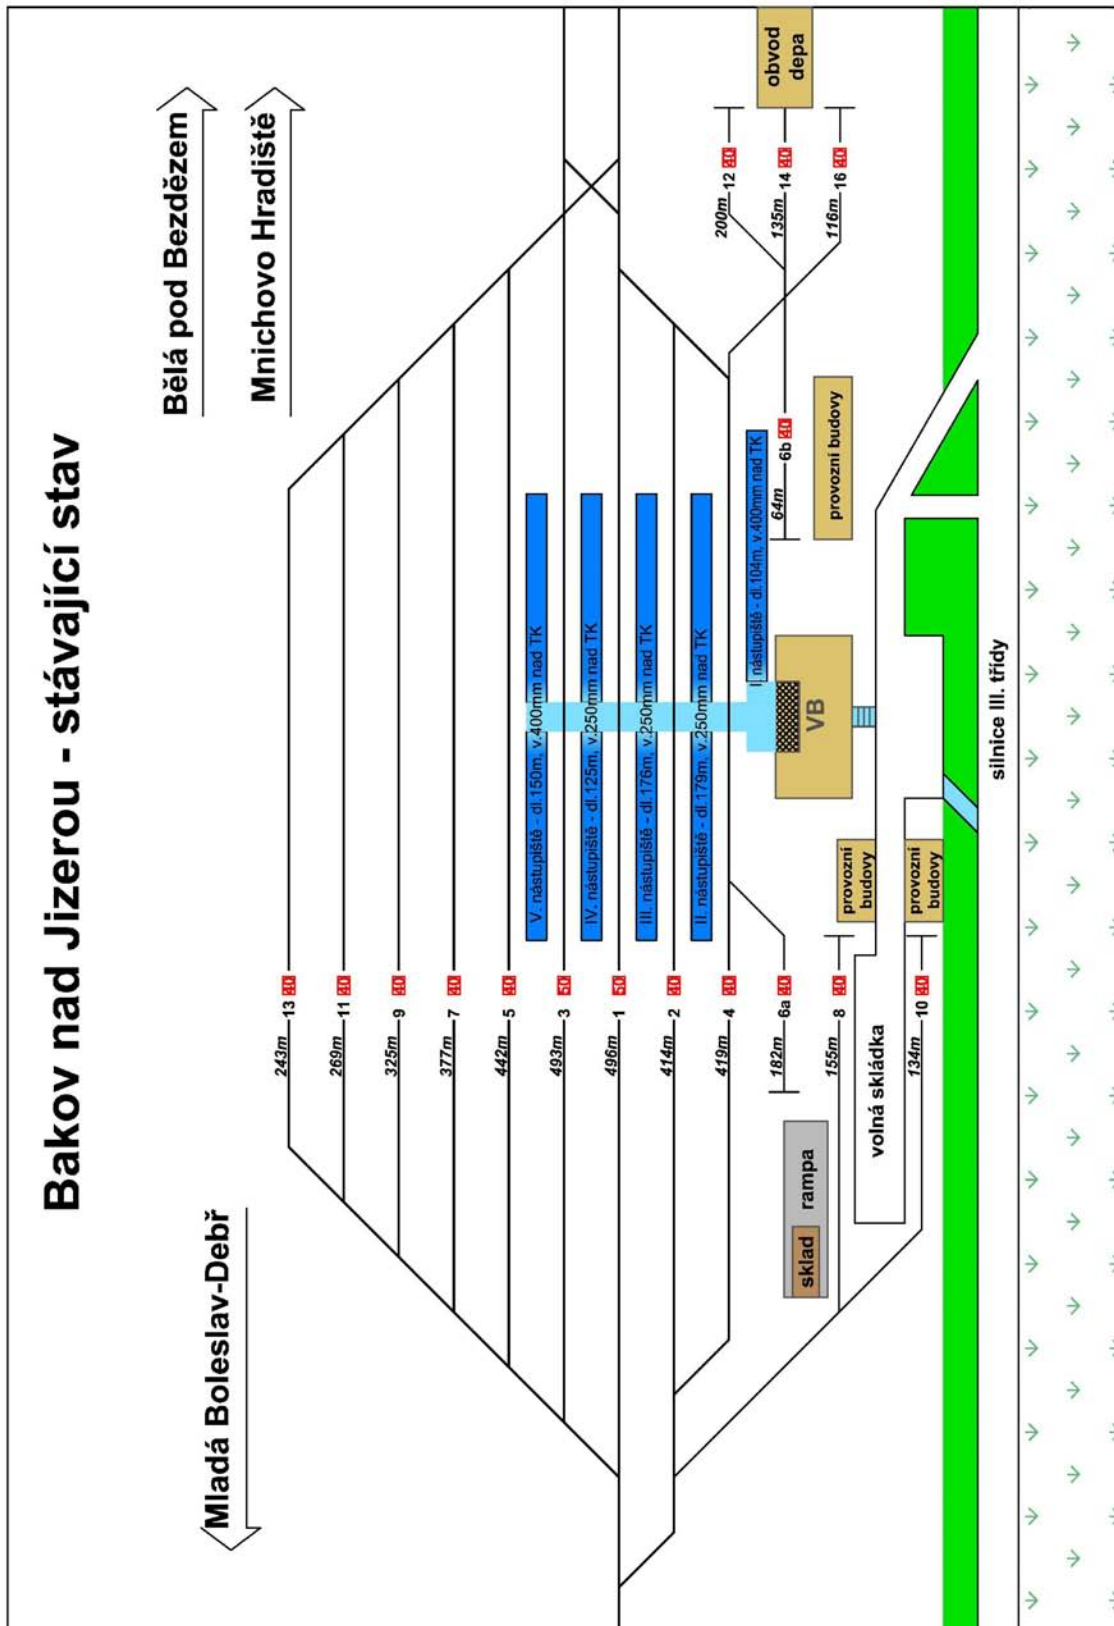 Bakov nad Jizerou - stávající stav
Mladá Boleslav-Debř
Bělá pod Bezdězem
Mnichovo Hradiště
243m 13 40
269m 11 40
325m 9 40
377m 7 40
442m 5 40
V. nástupiště - dl.150m, v.400mm nad TK
493m 3 50
IV. nástupiště - dl.125m, v.250mm nad TK
496m 1 50
III. nástupiště - dl.176m, v.250mm nad TK
414m 2 40
II. nástupiště - dl.179m, v.250mm nad TK
419m 4 40
I. nástupiště - dl.104m, v.400mm nad TK
200m 12 40
182m 6a 40
64m 6b 40
135m 14 40
obvod
depa
sklad
rampa
VB
provozní budovy
155m 8 40
116m 16 40
provozní
budovy
volná skládka
134m 10 40
provozní
budovy
silnice III. třídy